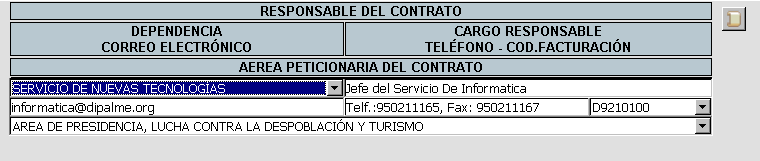 RESPONSABLE DEL CONTRATO
DEPENDENCIA
CORREO ELECTRÓNICO
CARGO RESPONSABLE
TELÉFONO - COD.FACTURACIÓN
AEREA PETICIONARIA DEL CONTRATO
SERVICIO DE NUEVAS TECNOLOGIAS
Jefe del Servicio De Informatica
informatica@dipalme.org
Telf.:950211165, Fax: 950211167
D9210100
AREA DE PRESIDENCIA, LUCHA CONTRA LA DESPOBLACIÓN Y TURISMO